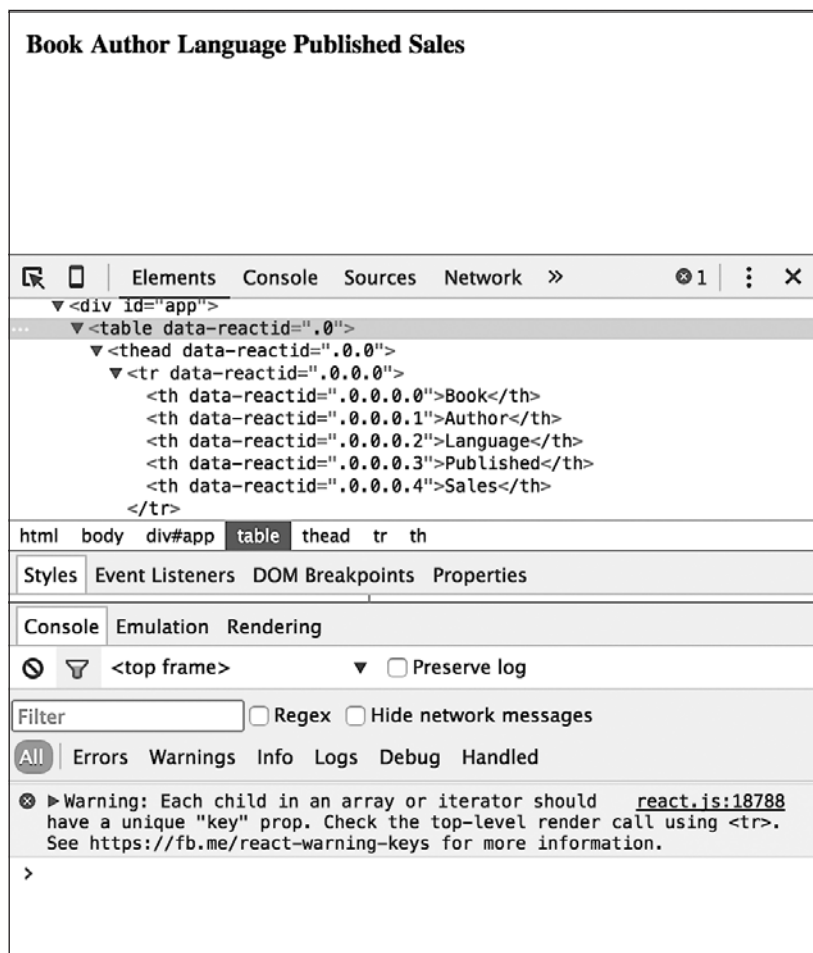 Book Author Language Published Sales
Elements Console Sources Network » 1
▼<div id="app">
... ▼<table data-reactid=".0">
▼<thead data-reactid=".0.0">
▼<tr data-reactid=".0.0.0">
<th data-reactid=".0.0.0.0">Book</th>
<th data-reactid=".0.0.0.1">Author</th>
<th data-reactid=".0.0.0.2">Language</th>
<th data-reactid=".0.0.0.3">Published</th>
<th data-reactid=".0.0.0.4">Sales</th>
</tr>
html body div#app table thead tr th
Styles Event Listeners DOM Breakpoints Properties
Console Emulation Rendering
<top frame> ▼ Preserve log
Filter Regex Hide network messages
All Errors Warnings Info Logs Debug Handled
▶Warning: Each child in an array or iterator should react.js:18788
have a unique "key" prop. Check the top-level render call using <tr>.
See https://fb.me/react-warning-keys for more information.
>